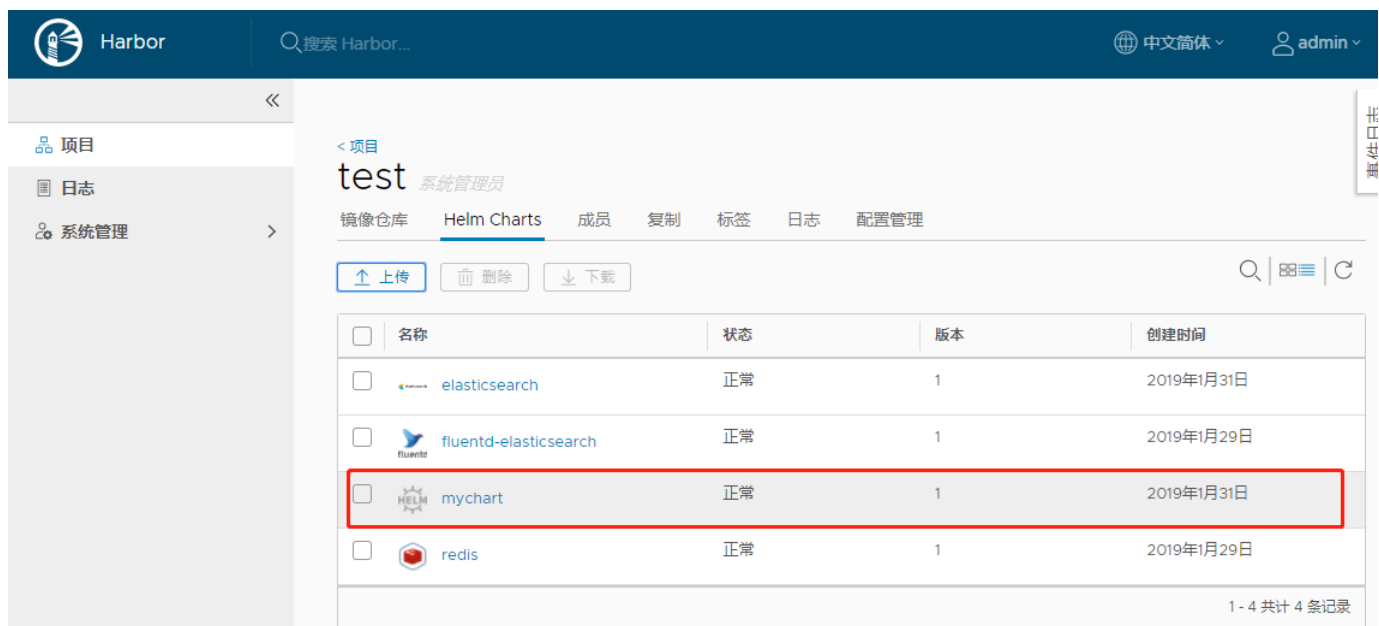 Harbor
搜索 Harbor...
中文简体
admin
事件日志
项目
日志
系统管理
< 项目
test 系统管理员
镜像仓库 Helm Charts 成员 复制 标签 日志 配置管理
上传 删除 下载
名称 状态 版本 创建时间
elasticsearch 正常 1 2019年1月31日
fluentd fluentd-elasticsearch 正常 1 2019年1月29日
HELM mychart 正常 1 2019年1月31日
redis 正常 1 2019年1月29日
1 - 4 共计 4 条记录